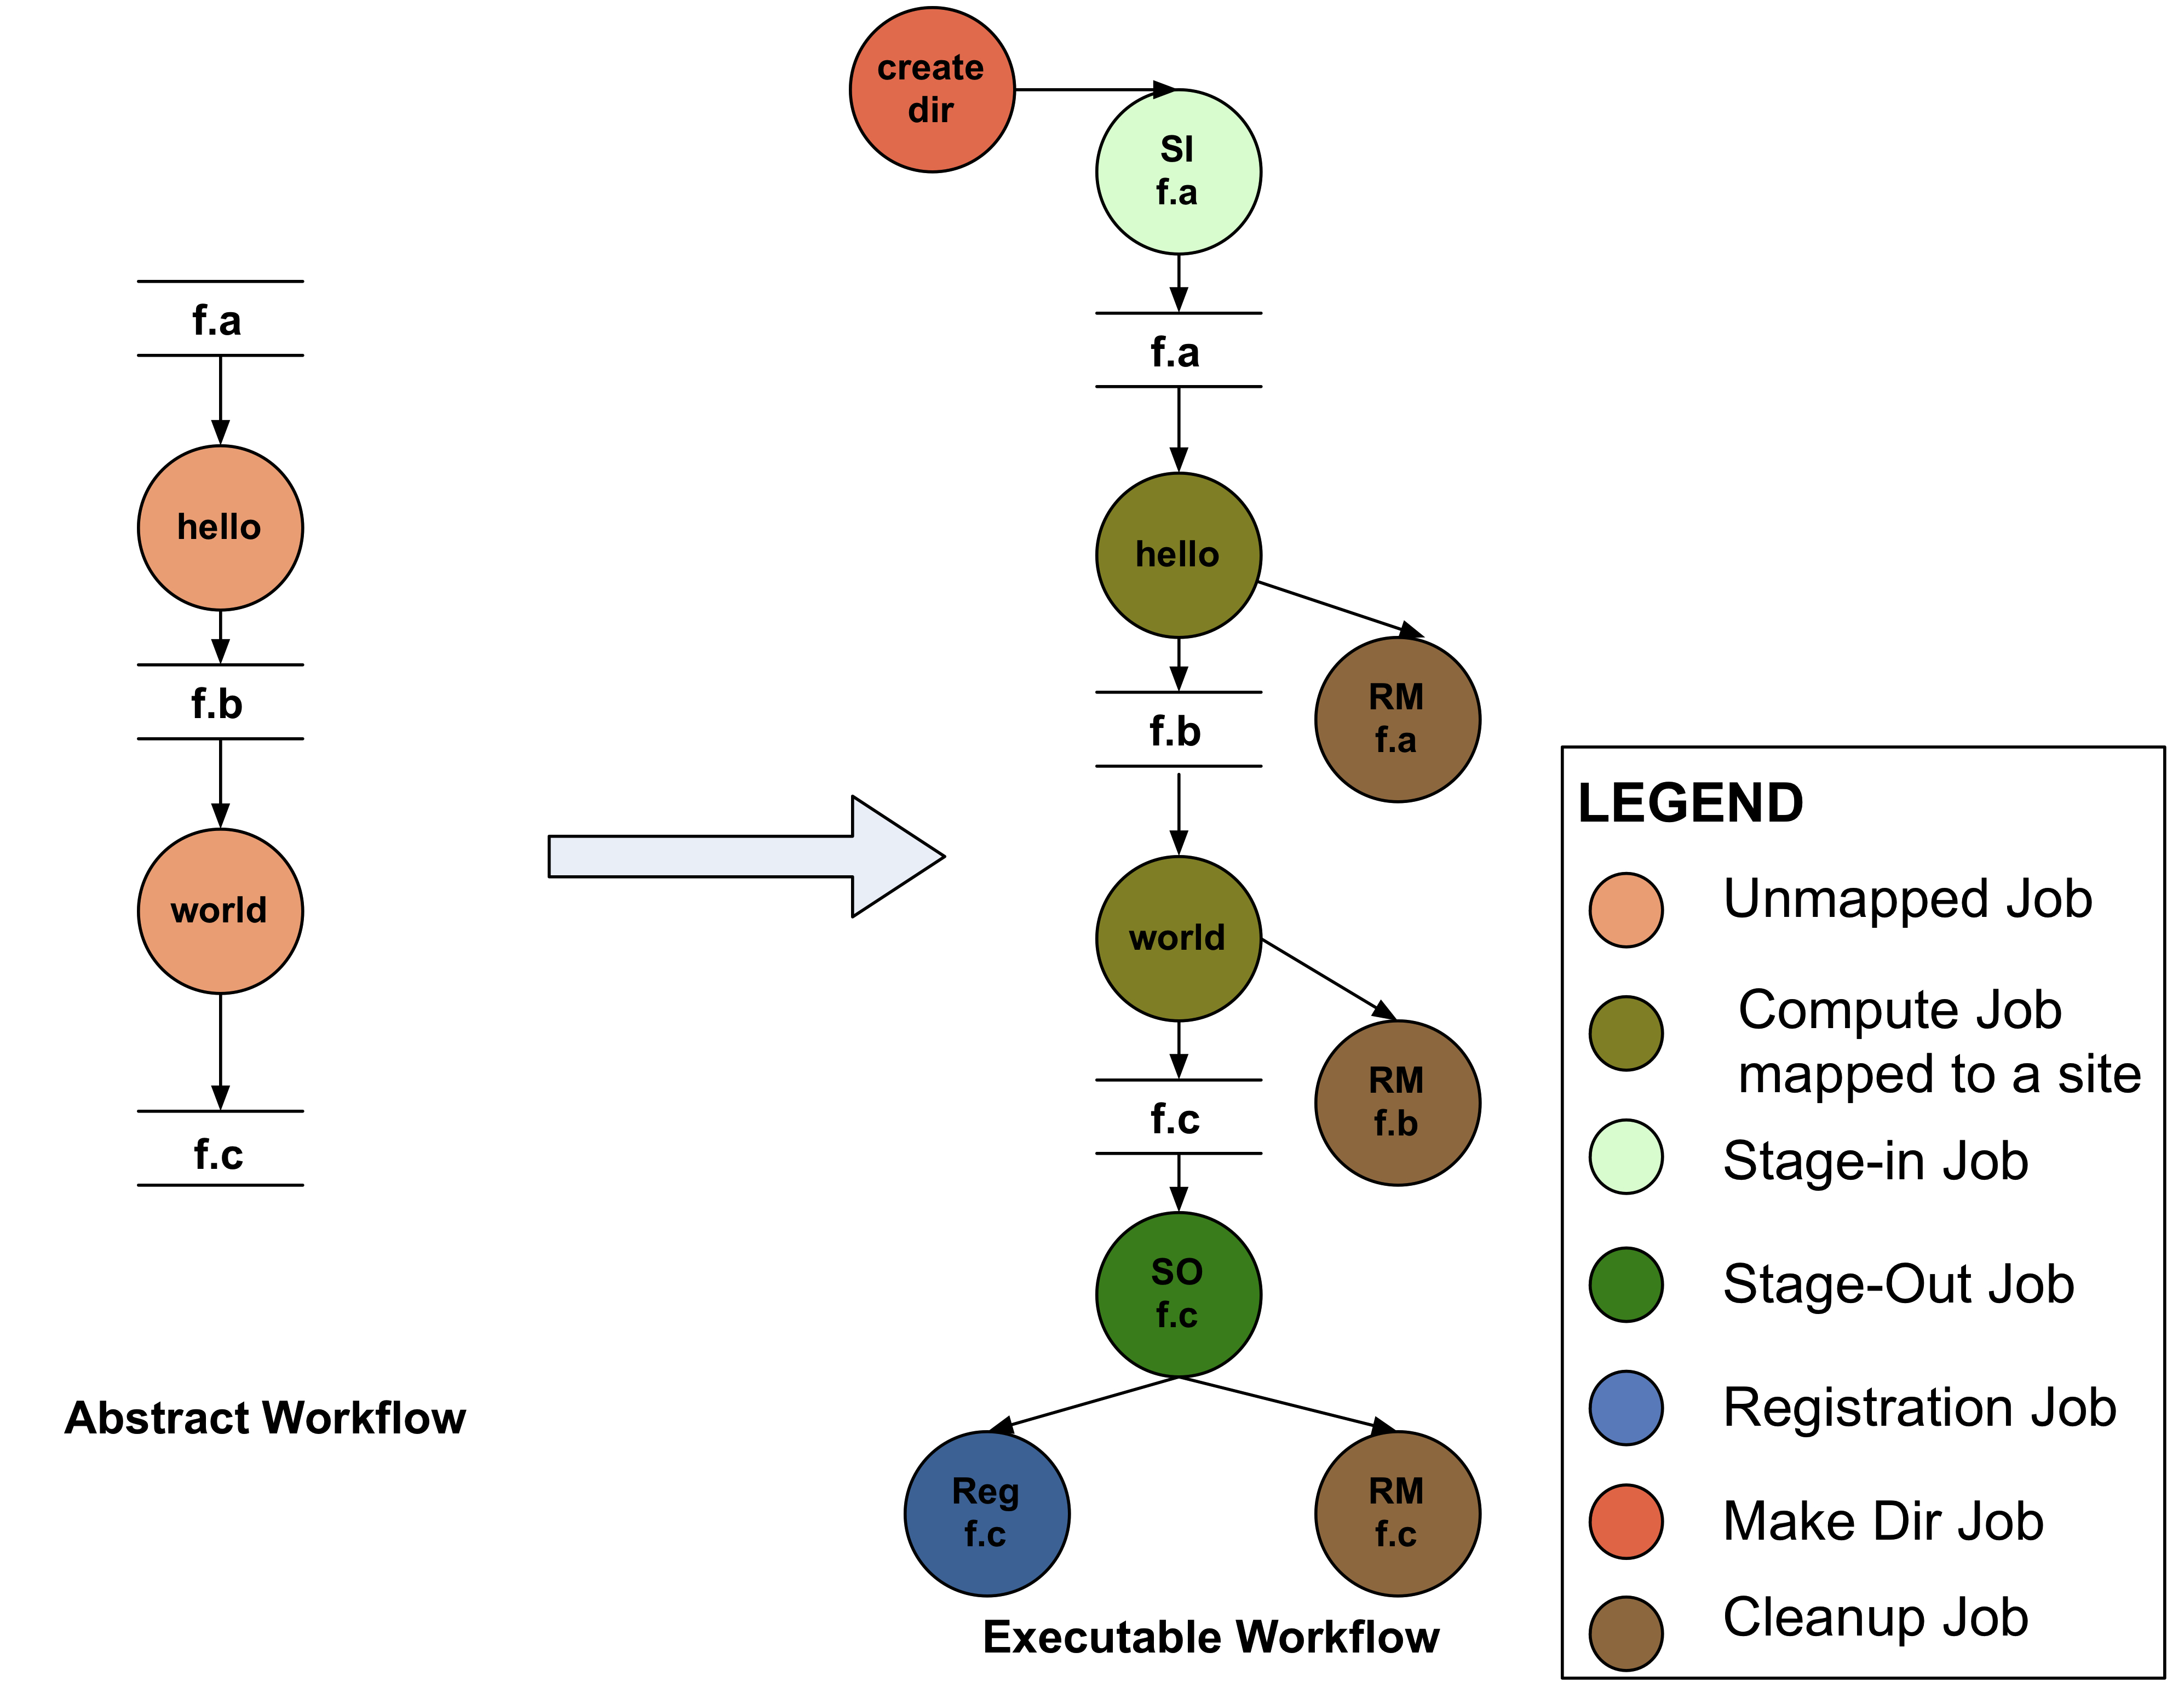 f.a
hello
f.b
world
f.c
Abstract Workflow
create
dir
SI
f.a
f.a
hello
RM
f.a
f.b
world
RM
f.b
f.c
SO
f.c
Reg
f.c
RM
f.c
Executable Workflow
LEGEND
Unmapped Job
Compute Job
mapped to a site
Stage-in Job
Stage-Out Job
Registration Job
Make Dir Job
Cleanup Job